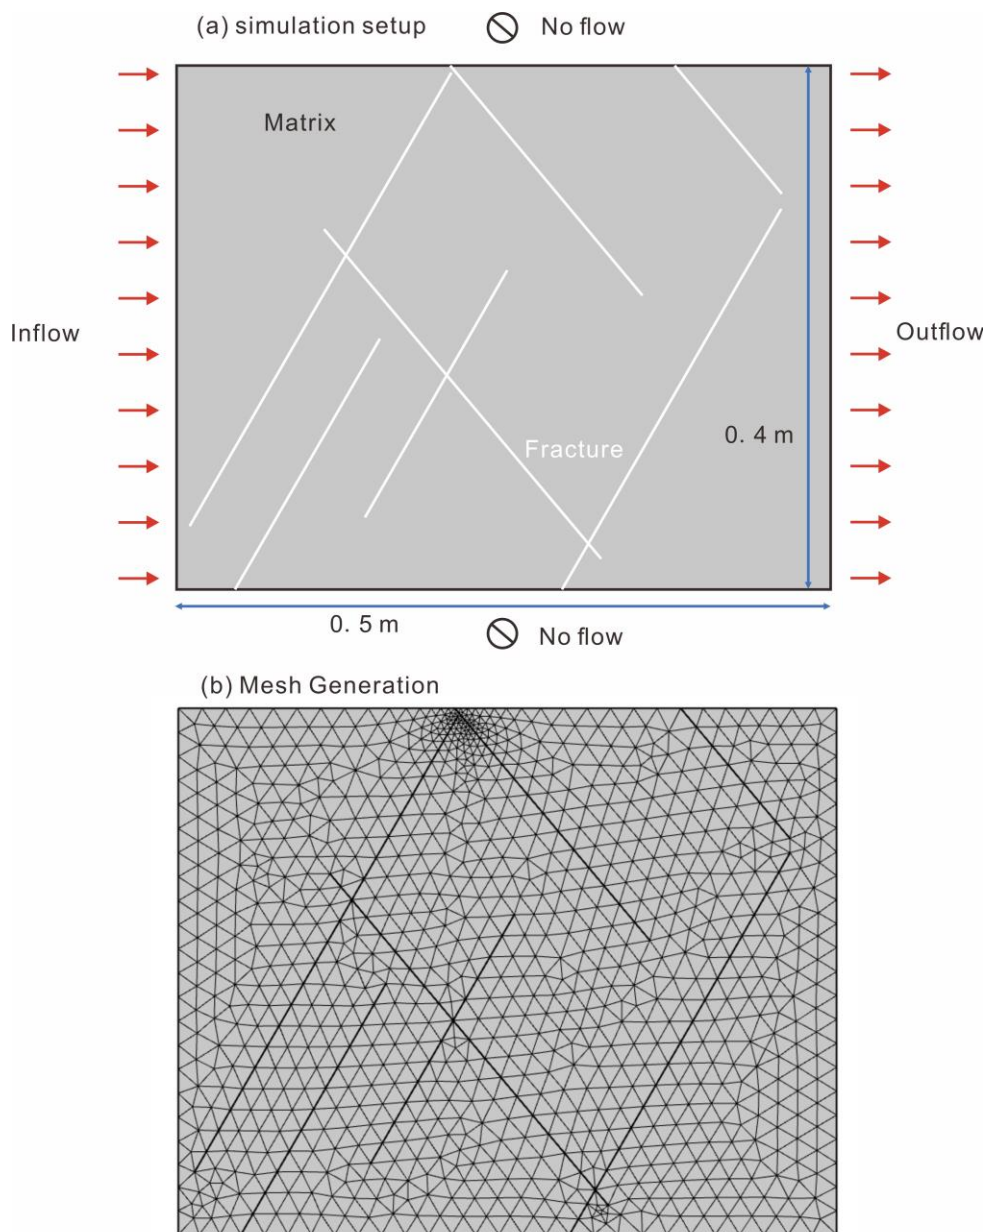 (a) simulation setup
No flow
Matrix
Inflow
Outflow
0. 4 m
Fracture
0. 5 m
No flow
(b) Mesh Generation